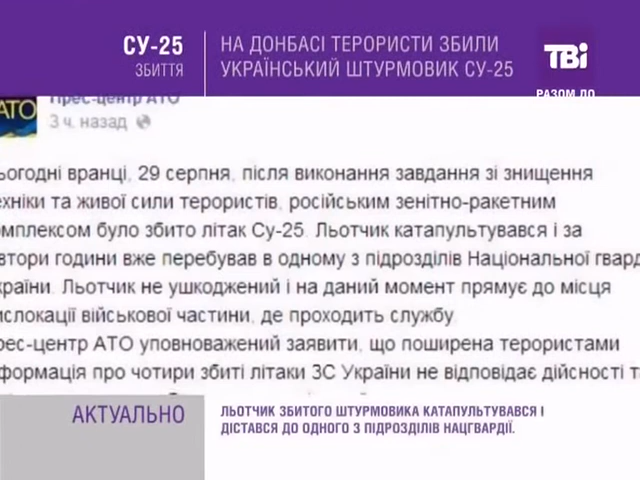 СУ-25
ЗБИТТЯ
НА ДОНБАСІ ТЕРОРИСТИ ЗБИЛИ
УКРАЇНСЬКИЙ ШТУРМОВИК СУ-25
ТВі
РАЗОМ ДО
АТО
Прес-центр АТО
3 ч. назад
ьогодні вранці, 29 серпня, після виконання завдання зі знищення
ехніки та живої сили терористів, російським зенітно-ракетним
омплексом було збито літак Су-25. Льотчик катапультувався і за
втори години вже перебував в одному з підрозділів Національної гвард
країни. Льотчик не ушкоджений і на даний момент прямує до місця
ислокації військової частини, де проходить службу.
рес-центр АТО уповноважений заявити, що поширена терористами
формація про чотири збиті літаки ЗС України не відповідає дійсності т
АКТУАЛЬНО
ЛЬОТЧИК ЗБИТОГО ШТУРМОВИКА КАТАПУЛЬТУВАВСЯ І
ДІСТАВСЯ ДО ОДНОГО З ПІДРОЗДІЛІВ НАЦГВАРДІЇ.